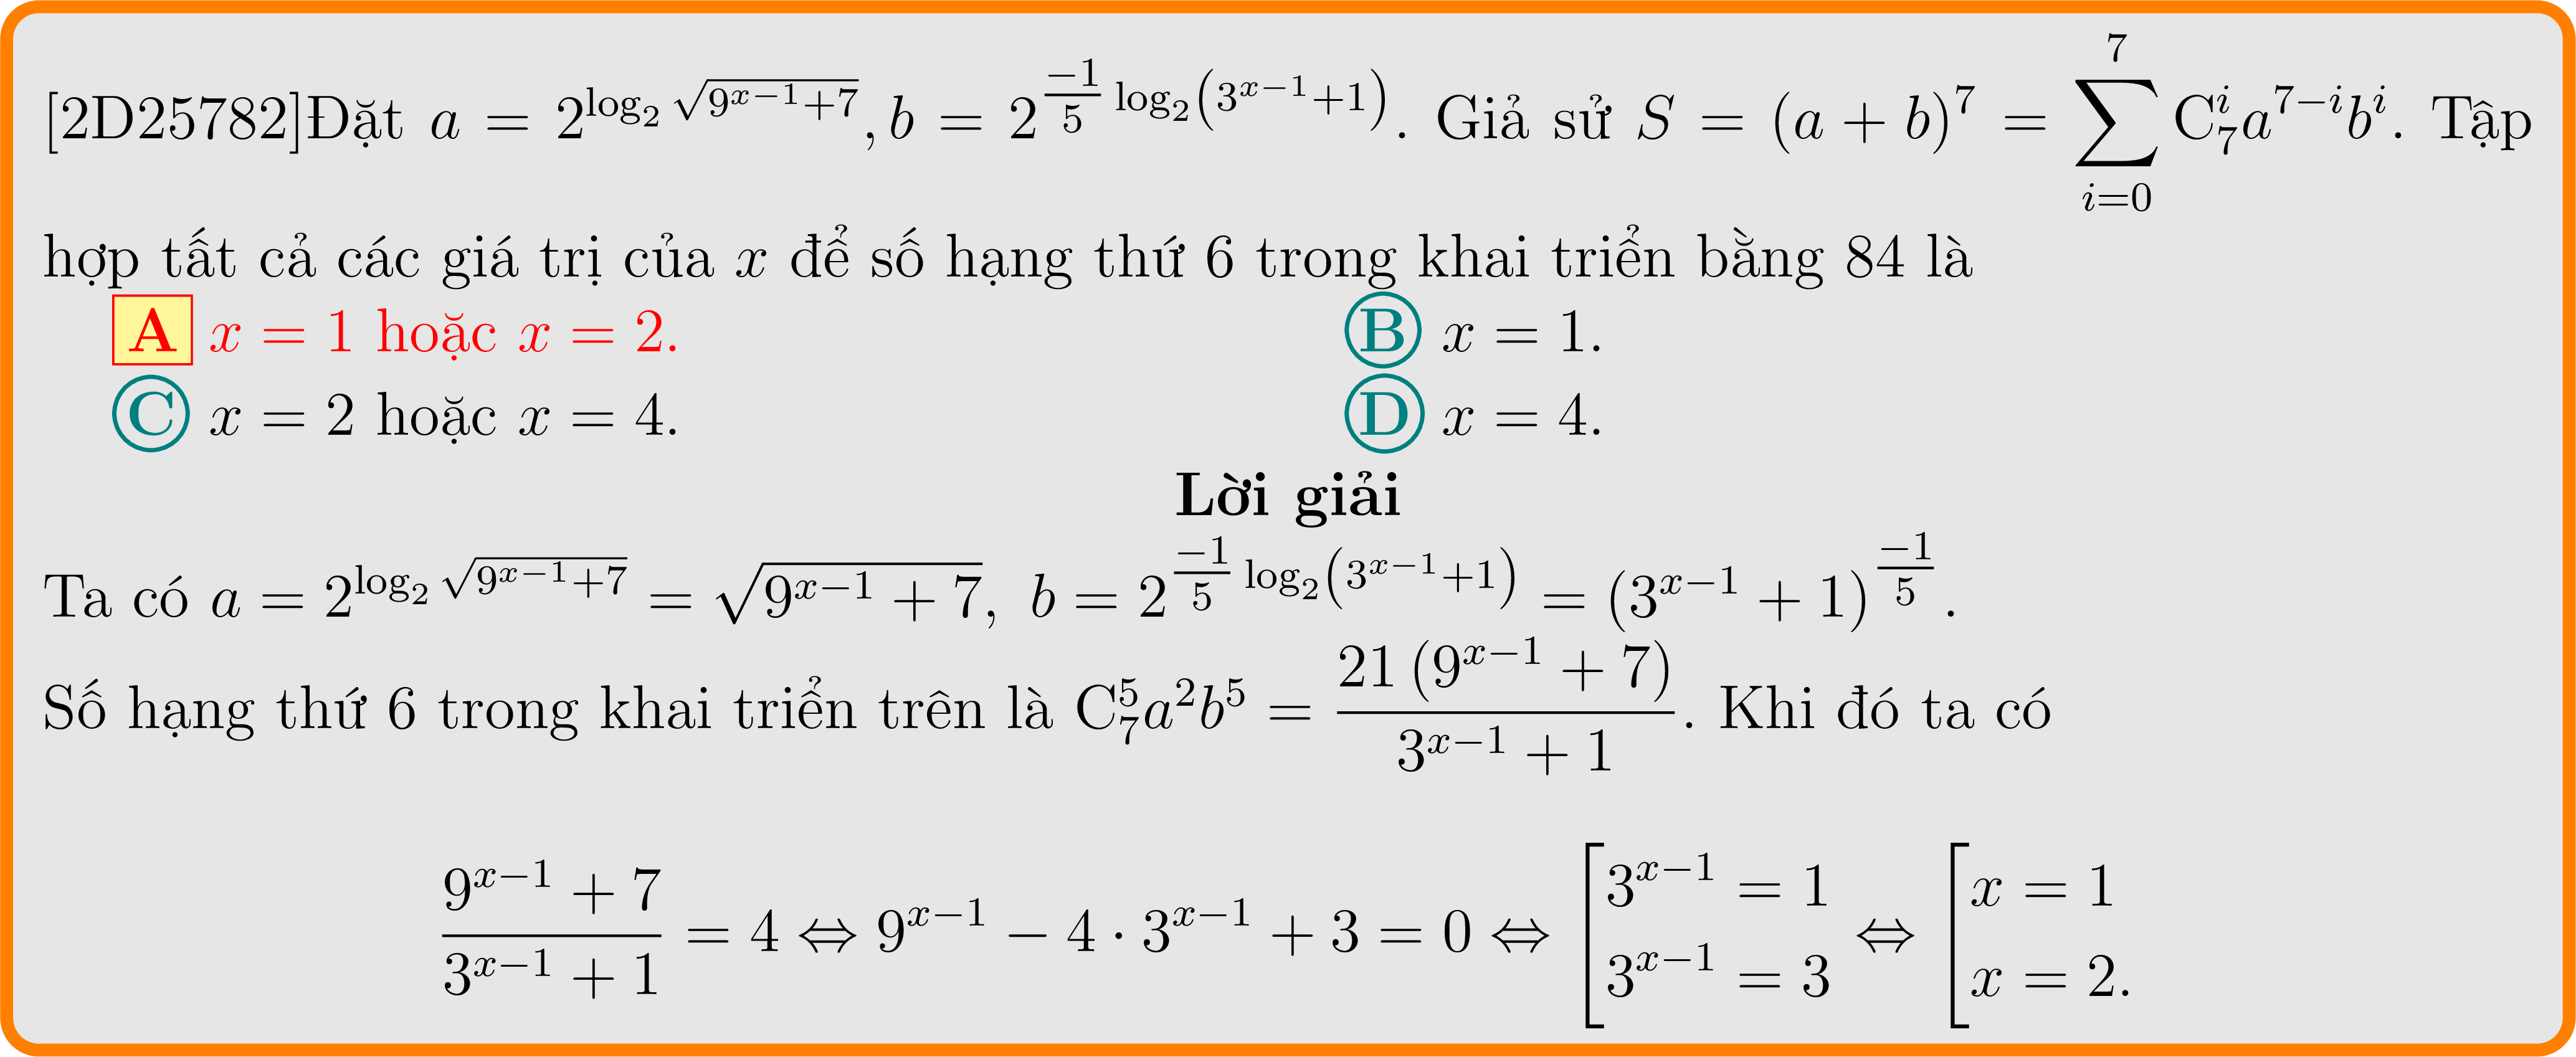 [2D25782]Đặt $a = 2^{\log_2 \sqrt{9^{x-1}+7}}, b = 2^{\frac{-1}{5} \log_2 \left(3^{x-1}+1\right)}$. Giả sử $S = (a + b)^7 = \sum_{i=0}^{7} \mathrm{C}_7^i a^{7-i} b^i$. Tập
hợp tất cả các giá trị của $x$ để số hạng thứ 6 trong khai triển bằng 84 là
A $x = 1$ hoặc $x = 2$. B $x = 1$.
C $x = 2$ hoặc $x = 4$. D $x = 4$.
Lời giải
Ta có $a = 2^{\log_2 \sqrt{9^{x-1}+7}} = \sqrt{9^{x-1} + 7}, \ b = 2^{\frac{-1}{5} \log_2 \left(3^{x-1}+1\right)} = (3^{x-1} + 1)^{\frac{-1}{5}}$.
Số hạng thứ 6 trong khai triển trên là $\mathrm{C}_7^5 a^2 b^5 = \frac{21 \left(9^{x-1} + 7\right)}{3^{x-1} + 1}$. Khi đó ta có
$\frac{9^{x-1} + 7}{3^{x-1} + 1} = 4 \Leftrightarrow 9^{x-1} - 4 \cdot 3^{x-1} + 3 = 0 \Leftrightarrow \left[\begin{array}{l} 3^{x-1} = 1 \\ 3^{x-1} = 3 \end{array}\right. \Leftrightarrow \left[\begin{array}{l} x = 1 \\ x = 2. \end{array}\right.$